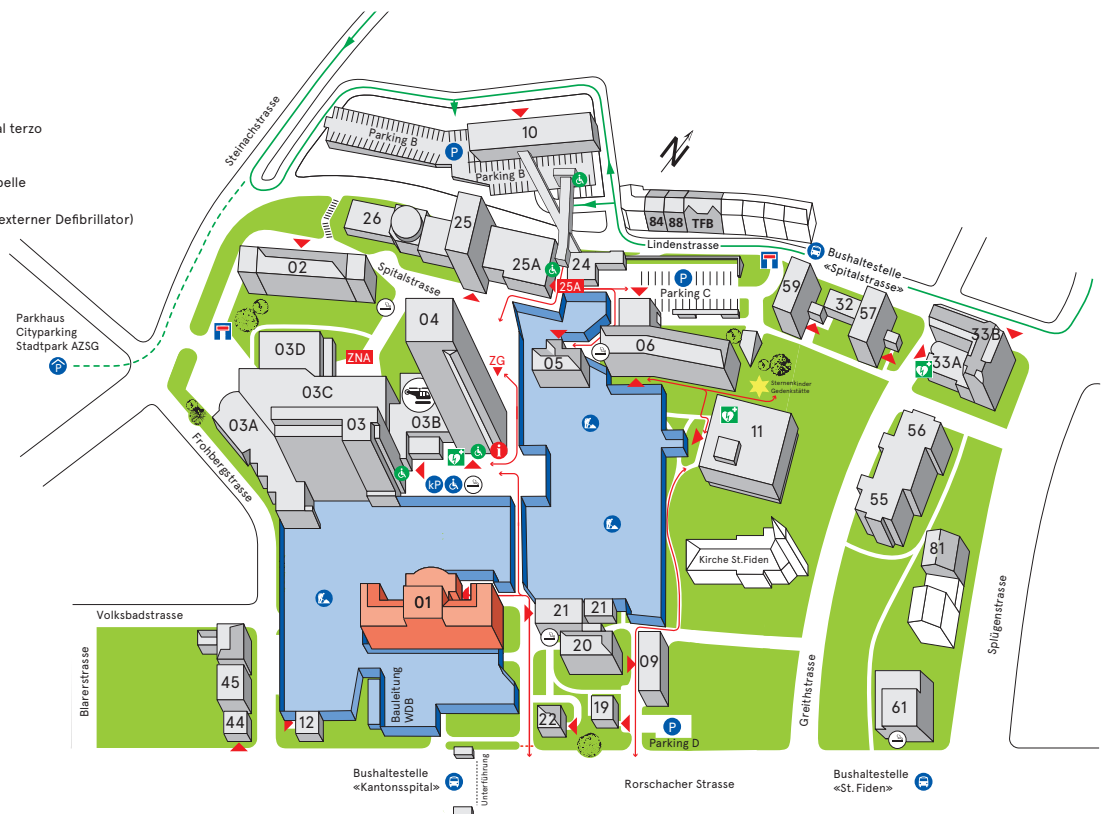 al terzo
pelle
externer Defibrillator)
Steinachstrasse
Parking B
P
10
Parking B
N
26
25
84 88 TFB
Lindenstrasse
Bushaltestelle
«Spitalstrasse»
02
Spitalstrasse
25A
24
25A
P
Parking C
59
32
57
33B
33A
Parkhaus
Cityparking
Stadtpark AZSG
P
04
03D
ZNA
ZG
05
06
Sternenkinder
Gedenkstätte
03C
03A
03
03B
i
kP
11
56
55
Frohbergstrasse
Kirche St.Fiden
81
01
21
21
20
09
Volksbadstrasse
Blarerstrasse
45
44
12
Bauleitung
WDB
22
19
P
Parking D
Greithstrasse
Splügenstrasse
61
Bushaltestelle
«Kantonsspital»
Unterführung
Rorschacher Strasse
Bushaltestelle
«St. Fiden»